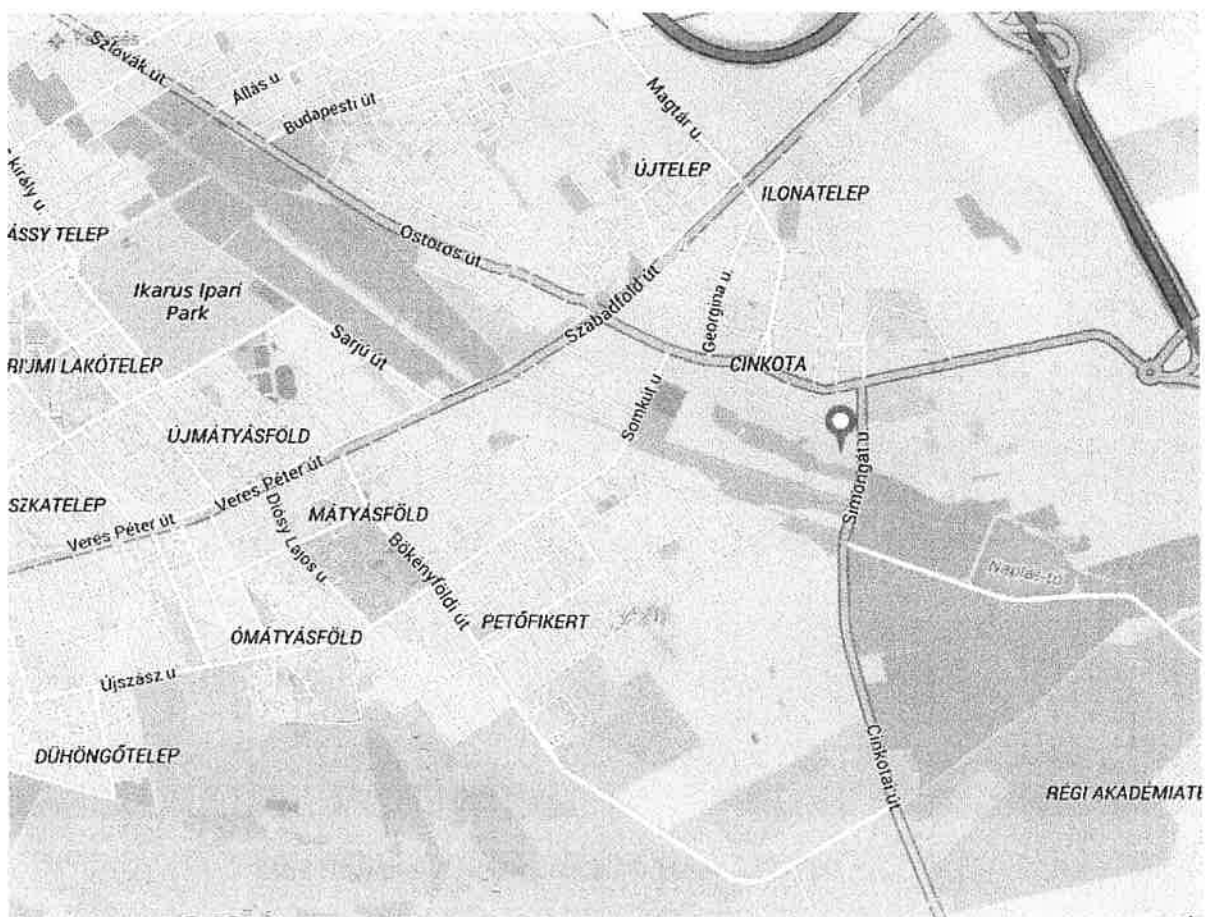 Szlovák út
Állás u
Budapesti út
Magtár u.
király u.
ÚJTELEP
ILONATELEP
ÁSSY TELEP
Ostoros út
Ikarus Ipari
Park
Szabadföld út
Georgina u.
Sarjú út
RIJMI LAKÓTELEP
CINKOTA
Somkút u
ÚJMÁTYÁSFÖLD
Simongát u
SZKATELEP
Veres Péter út
Veres Péter út
Diósy Lajos u.
MÁTYÁSFÖLD
Bökényföldi út
Naplás-tó
PETŐFIKERT
ÓMÁTYÁSFÖLD
Újszász u
DÜHÖNGŐTELEP
Cinkotai út
RÉGI AKADÉMIATE